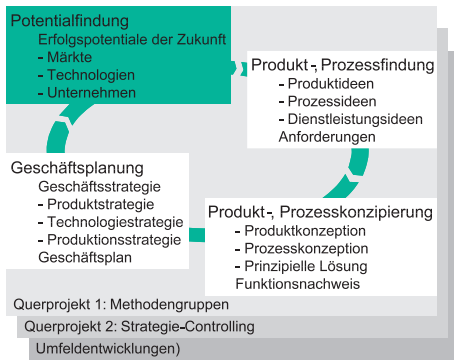 Potentialfindung
Erfolgspotentiale der Zukunft
- Märkte
- Technologien
- Unternehmen
Produkt-, Prozessfindung
- Produktideen
- Prozessideen
- Dienstleistungsideen
Anforderungen
Geschäftsplanung
Geschäftsstrategie
- Produktstrategie
- Technologiestrategie
- Produktionsstrategie
Geschäftsplan
Produkt-, Prozesskonzipierung
- Produktkonzeption
- Prozesskonzeption
- Prinzipielle Lösung
Funktionsnachweis
Querprojekt 1: Methodengruppen
Querprojekt 2: Strategie-Controlling
Umfeldentwicklungen)